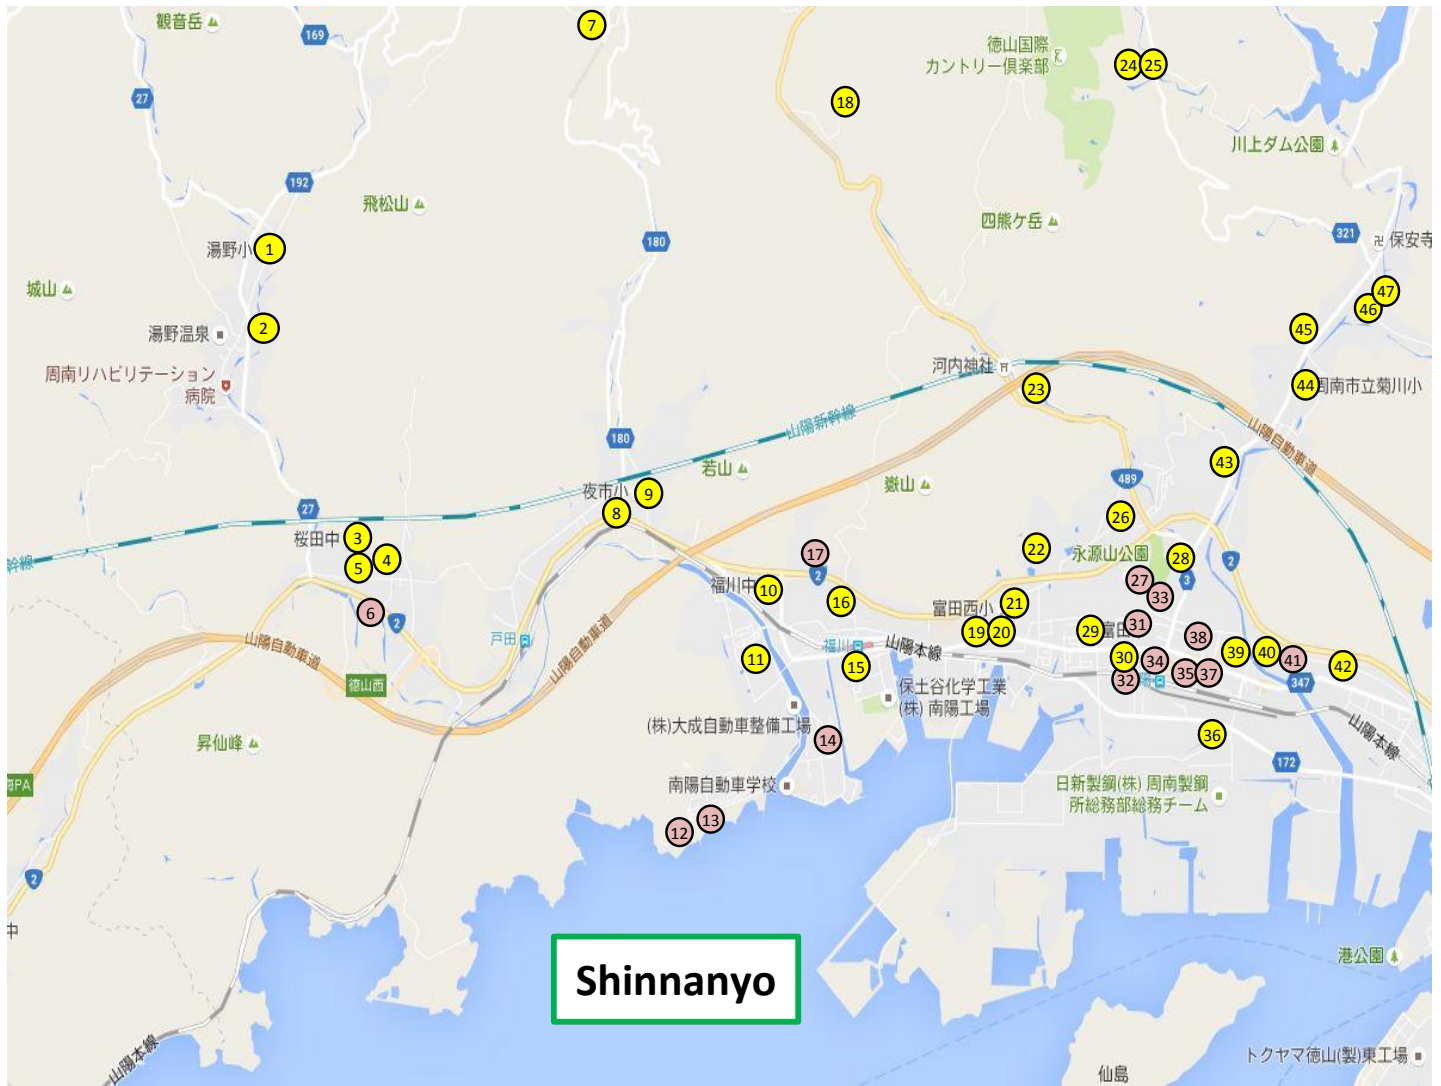 観音岳
169
7
徳山国際
カントリー倶楽部
24
25
27
18
川上ダム公園
192
飛松山
四熊ケ岳
湯野小
1
180
321
保安寺
城山
47
46
湯野温泉
2
45
周南リハビリテーション
病院
河内神社
23
44
周南市立菊川小
山陽新幹線
180
若山
嶽山
山陽自動車道
43
489
夜市小
9
8
27
桜田中
3
4
5
幹線
26
17
2
22
永源山公園
28
2
3
福川中
10
16
27
33
6
2
戸田
富田西小
21
19
20
29
富田
31
38
山陽自動車道
山陽自動車道
11
福川
15
山陽本線
30
34
39
40
41
42
32
陽
35
37
347
徳山西
保土谷化学工業
(株) 南陽工場
(株)大成自動車整備工場
14
36
山陽本線
昇仙峰
172
南陽自動車学校
日新製鋼(株) 周南製鋼
所総務部総務チーム
PA
12
13
2
中
Shinnanyo
港公園
山陽本線
トクヤマ徳山(製)東工場
仙島